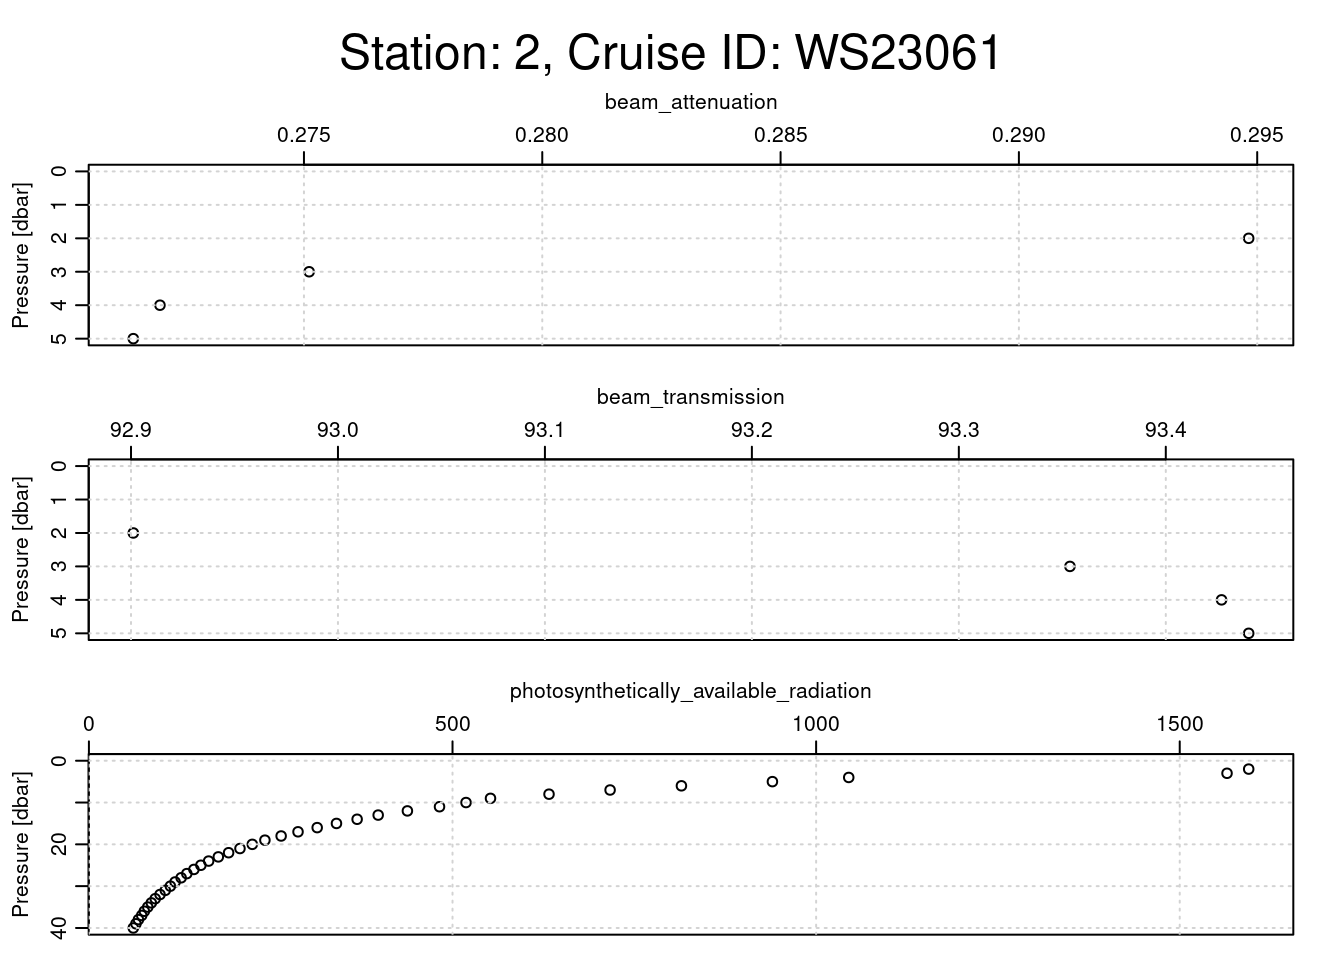 Station: 2, Cruise ID: WS23061
beam_attenuation
0.275 0.280 0.285 0.290 0.295
Pressure [dbar]
0
1
2
3
4
5
beam_transmission
92.9 93.0 93.1 93.2 93.3 93.4
Pressure [dbar]
0
1
2
3
4
5
photosynthetically_available_radiation
0 500 1000 1500
Pressure [dbar]
0
20
40